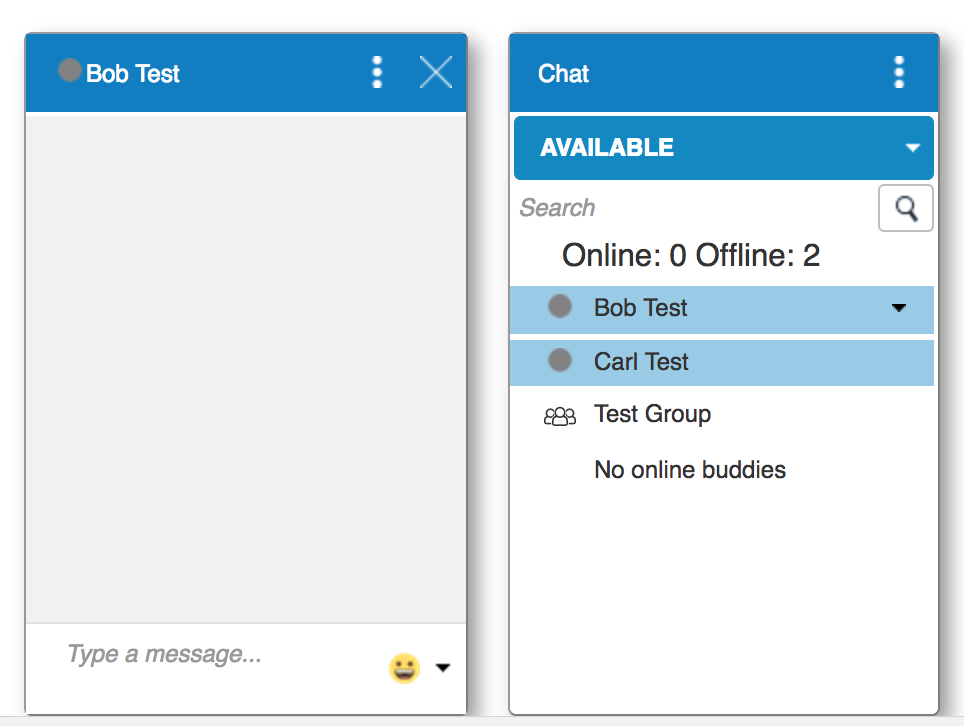 Bob Test
Type a message...
Chat
AVAILABLE
Search
Online: 0 Offline: 2
Bob Test
Carl Test
Test Group
No online buddies